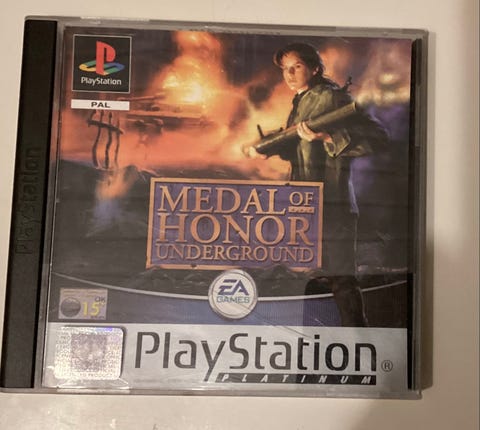 PlayStation
PAL
MEDAL OF
HONOR
UNDERGROUND
EA
GAMES
15
PlayStation®
PLATINUM
PlayStation